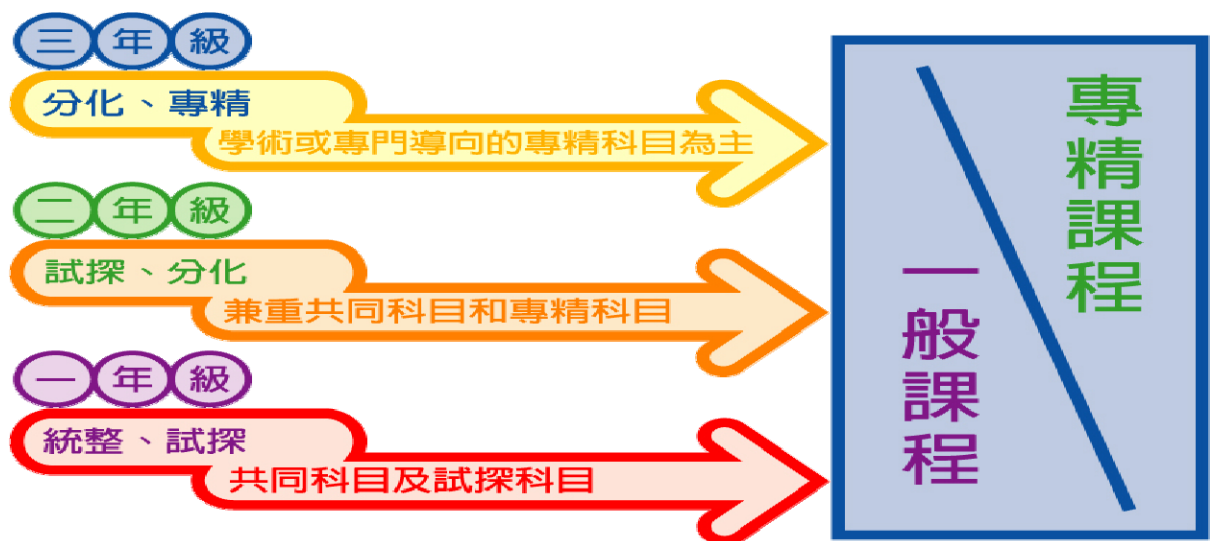 三年級
分化、專精
學術或專門導向的專精科目為主
二年級
試探、分化
兼重共同科目和專精科目
一年級
統整、試探
共同科目及試探科目
專精課程
一般課程